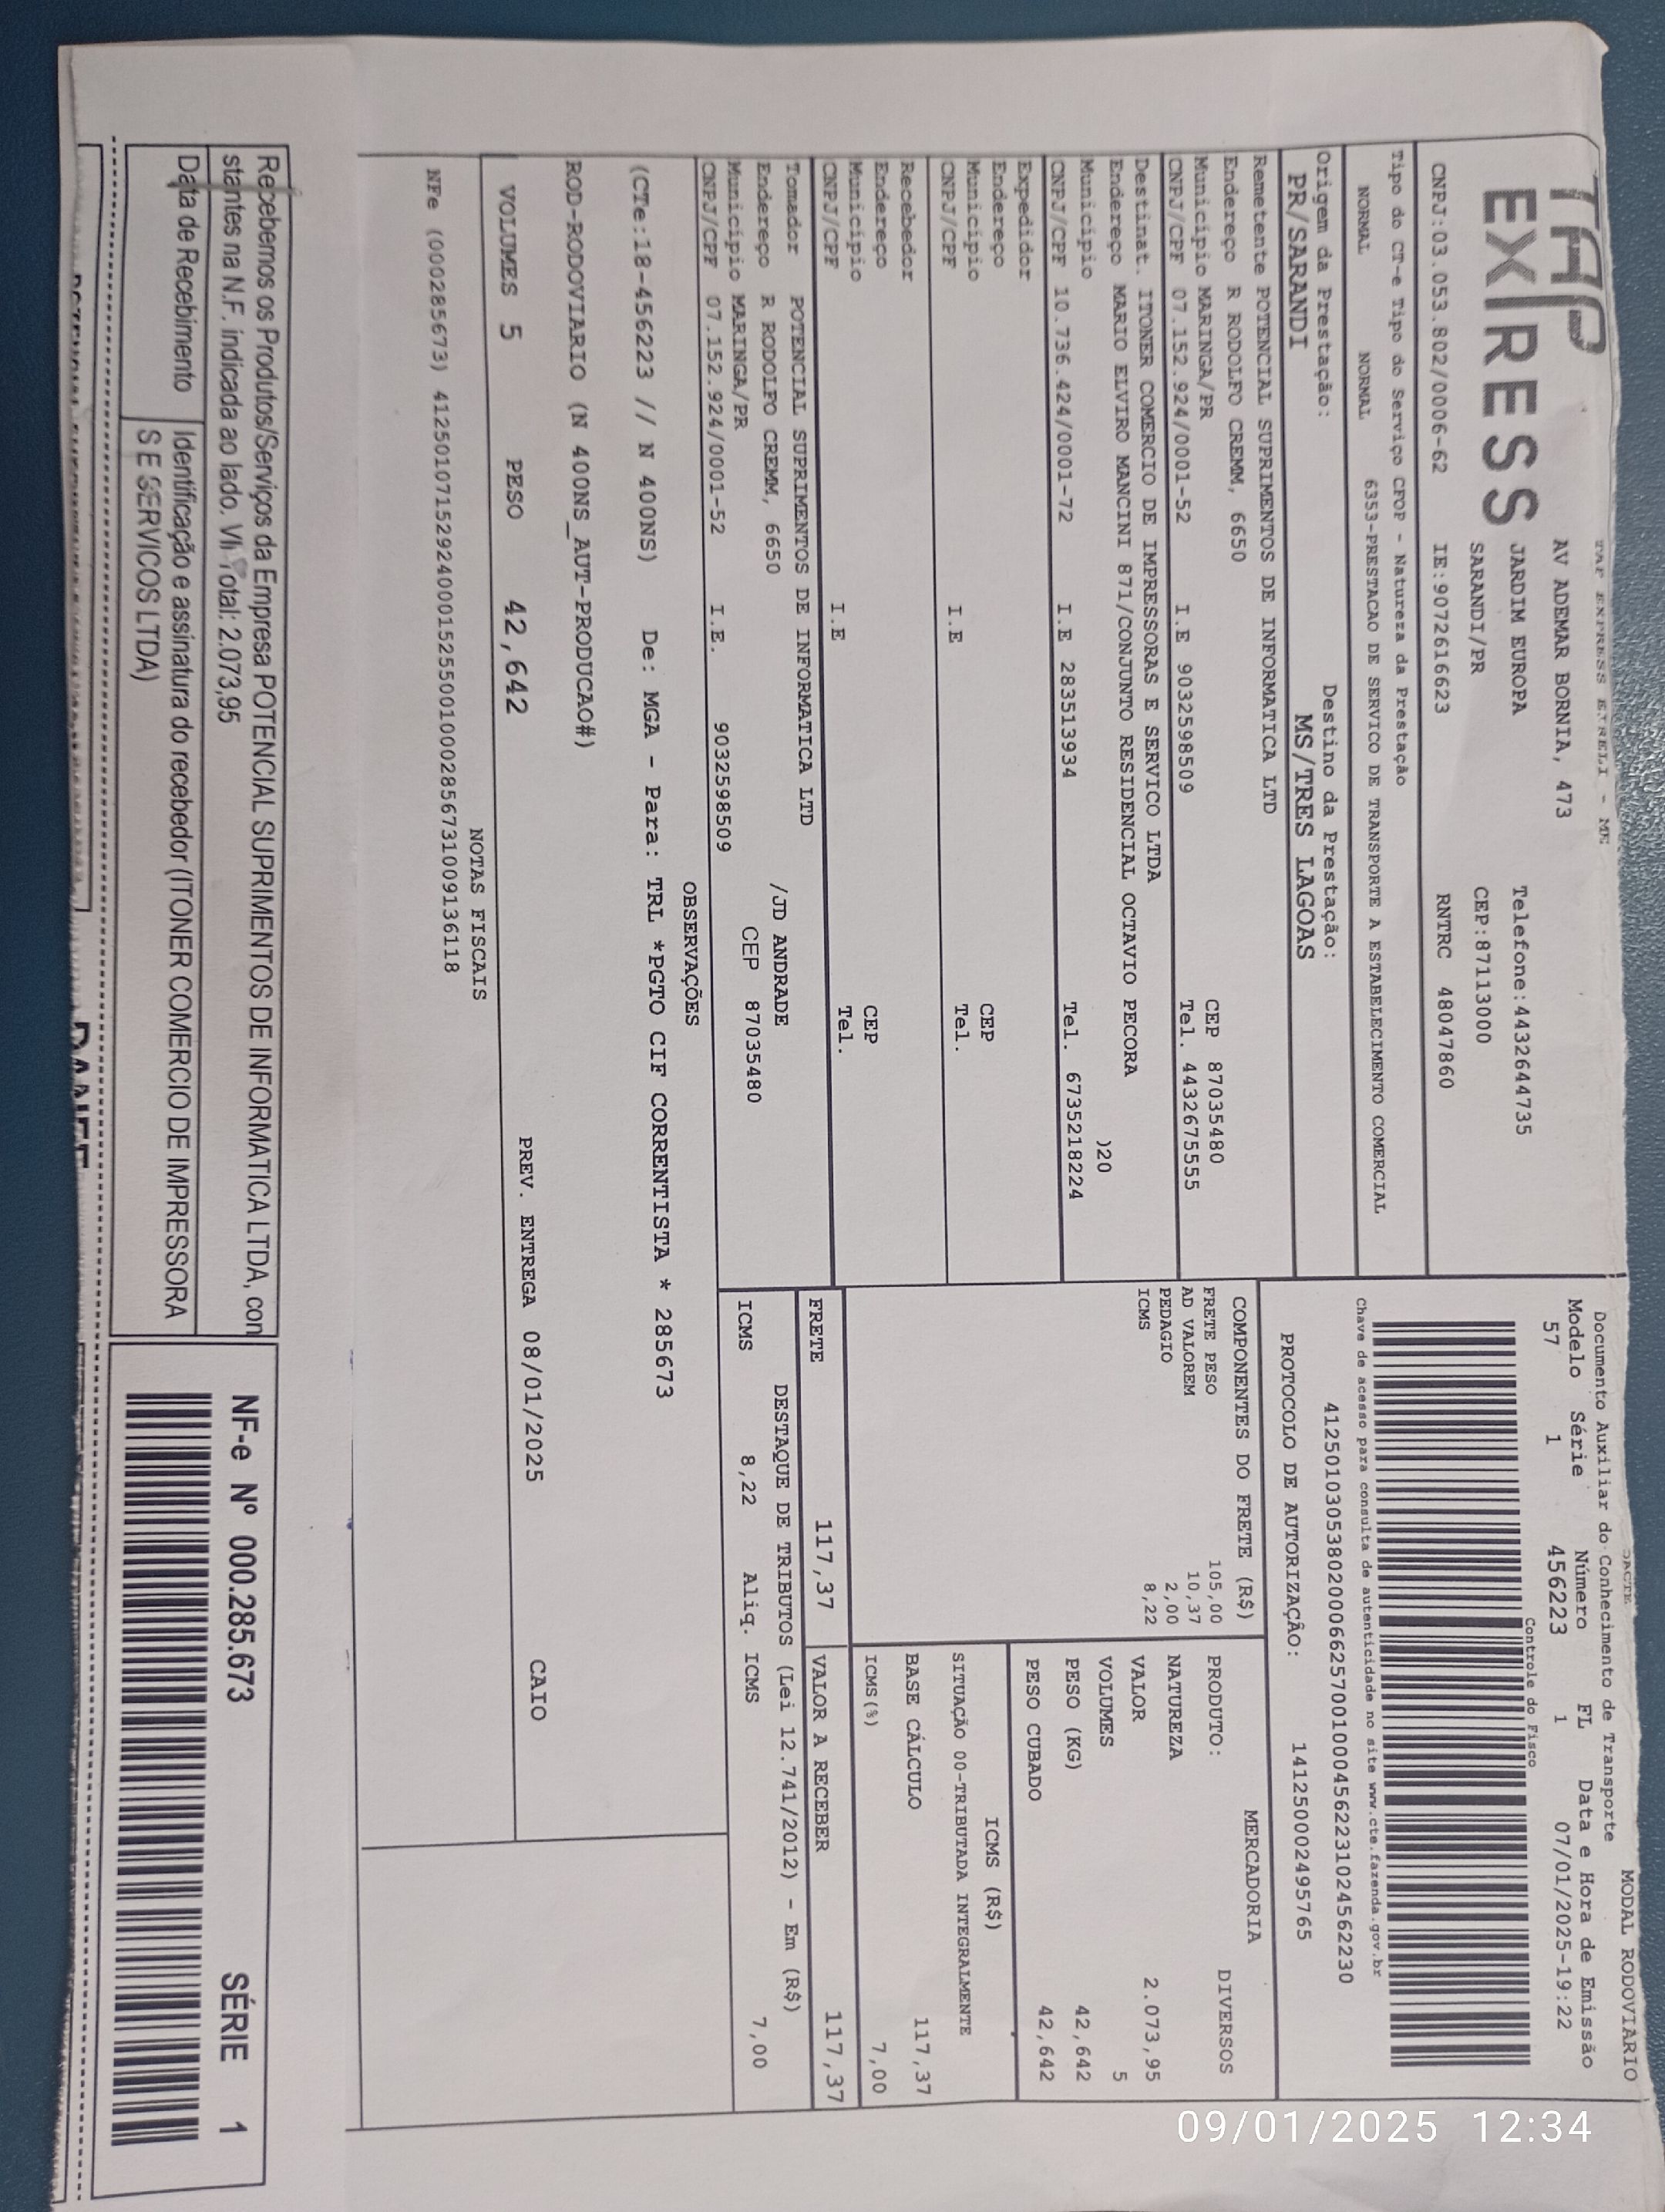 TAP EXPRESS EIRELI - ME
TAP
EXPRESS
AV ADEMAR BORNIA, 473
JARDIM EUROPA Telefone:4432644735
SARANDI/PR CEP:87113000
CNPJ:03.053.802/0006-62 IE:9072616623 RNTRC 48047860
DACTE MODAL RODOVIÁRIO
Documento Auxiliar do Conhecimento de Transporte
Modelo Série Número FL Data e Hora de Emissão
57 1 456223 1 07/01/2025-19:22
Controle do Fisco
Chave de acesso para consulta de autenticidade no site www.cte.fazenda.gov.br
41250103053802000662570010004562231024562230
PROTOCOLO DE AUTORIZAÇÃO: 141250002495765
Tipo do CT-e Tipo do Serviço CFOP - Natureza da Prestação
NORMAL NORMAL 6353-PRESTACAO DE SERVICO DE TRANSPORTE A ESTABELECIMENTO COMERCIAL
Origem da Prestação: Destino da Prestação:
PR/SARANDI MS/TRES LAGOAS
Remetente POTENCIAL SUPRIMENTOS DE INFORMATICA LTD
Endereço R RODOLFO CREMM, 6650
Município MARINGA/PR CEP 87035480
CNPJ/CPF 07.152.924/0001-52 I.E 9032598509 Tel. 4432675555
Destinat. ITONER COMERCIO DE IMPRESSORAS E SERVICO LTDA
Endereço MARIO ELVIRO MANCINI 871/CONJUNTO RESIDENCIAL OCTAVIO PECORA
Município )20
CNPJ/CPF 10.736.424/0001-72 I.E 283513934 Tel. 6735218224
Expedidor
Endereço
Município CEP
CNPJ/CPF I.E Tel.
Recebedor
Endereço
Município CEP
CNPJ/CPF I.E Tel.
Tomador POTENCIAL SUPRIMENTOS DE INFORMATICA LTD
Endereço R RODOLFO CREMM, 6650 /JD ANDRADE
Município MARINGA/PR CEP 87035480
CNPJ/CPF 07.152.924/0001-52 I.E. 9032598509
COMPONENTES DO FRETE (R$)
FRETE PESO 105,00
AD VALOREM 10,37
PEDAGIO 2,00
ICMS 8,22
MERCADORIA
PRODUTO: DIVERSOS
NATUREZA
VALOR 2.073,95
VOLUMES 5
PESO (KG) 42,642
PESO CUBADO 42,642
ICMS (R$)
SITUAÇÃO 00-TRIBUTADA INTEGRALMENTE
BASE CÁLCULO 117,37
ICMS(%) 7,00
FRETE 117,37 VALOR A RECEBER 117,37
DESTAQUE DE TRIBUTOS (Lei 12.741/2012) - Em (R$)
ICMS 8,22 Aliq. ICMS 7,00
OBSERVAÇÕES
(CTe:18-456223 // N 400NS) De: MGA - Para: TRL *PGTO CIF CORRENTISTA * 285673
ROD-RODOVIARIO (N 400NS_AUT-PRODUCAO#)
VOLUMES 5 PESO 42,642 PREV. ENTREGA 08/01/2025 CAIO
NOTAS FISCAIS
NFe (000285673) 41250107152924000152550010002856731009136118
Recebemos os Produtos/Serviços da Empresa POTENCIAL SUPRIMENTOS DE INFORMATICA LTDA, con
stantes na N.F. indicada ao lado. Vlr Total: 2.073,95
Data de Recebimento
Identificação e assinatura do recebedor (ITONER COMERCIO DE IMPRESSORA
S E SERVICOS LTDA)
NF-e Nº 000.285.673 SÉRIE 1
DANFE
09/01/2025 12:34